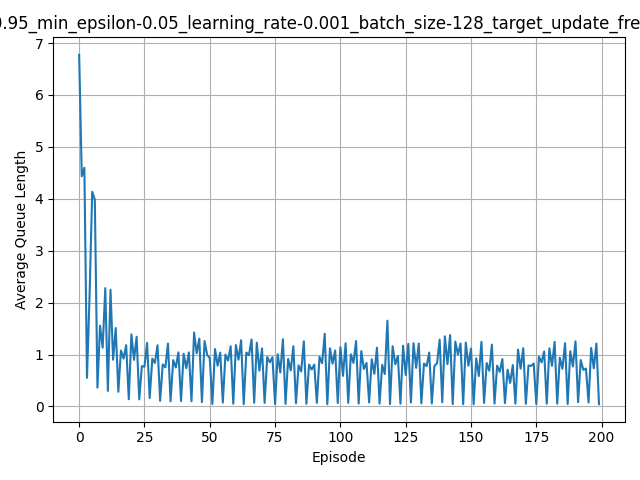 0.95_min_epsilon-0.05_learning_rate-0.001_batch_size-128_target_update_fre
7
6
5
4
3
2
1
0
Average Queue Length
0 25 50 75 100 125 150 175 200
Episode